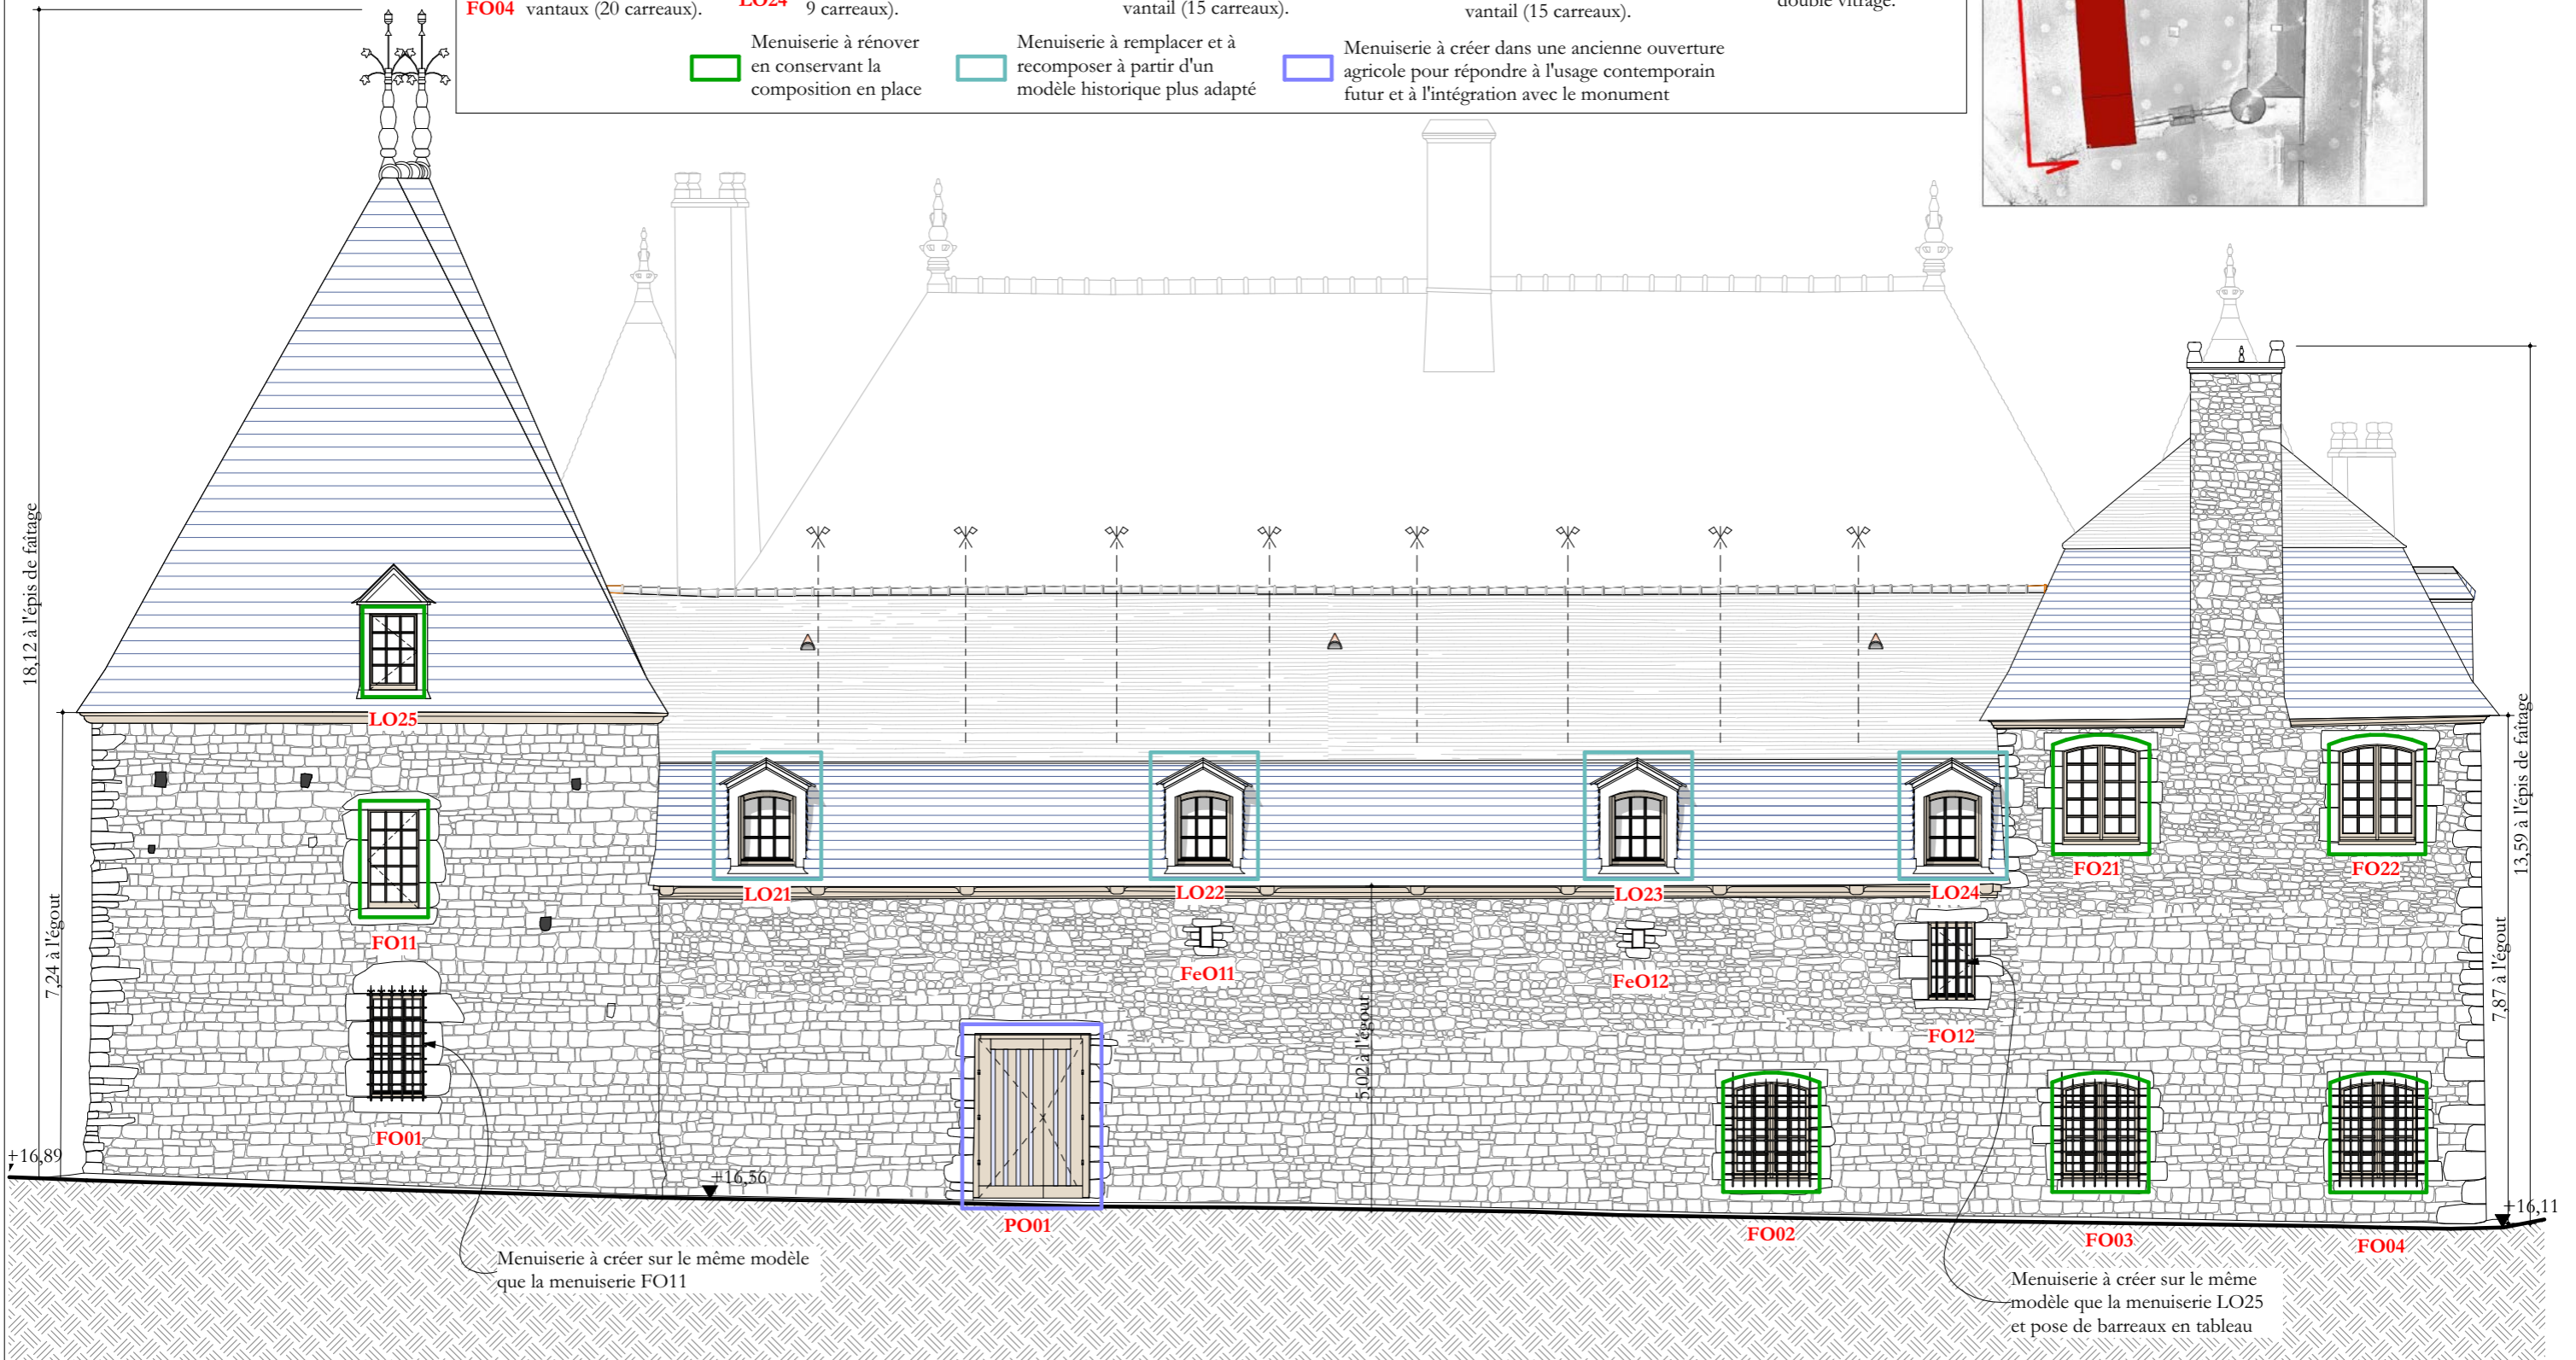 FO04 vantaux (20 carreaux).
LO24 9 carreaux).
vantail (15 carreaux).
vantail (15 carreaux).
double vitrage.
Menuiserie à rénover
en conservant la
composition en place
Menuiserie à remplacer et à
recomposer à partir d'un
modèle historique plus adapté
Menuiserie à créer dans une ancienne ouverture
agricole pour répondre à l'usage contemporain
futur et à l'intégration avec le monument
18,12 à l'épis de faîtage
7,24 à l'égout
+16,89
LO25
FO11
FO01
LO21
LO22
LO23
LO24
FeO11
FeO12
FO12
FO21
FO22
13,59 à l'épis de faîtage
7,87 à l'égout
5,02 à l'égout
+16,56
PO01
FO02
FO03
FO04
+16,11
Menuiserie à créer sur le même modèle
que la menuiserie FO11
Menuiserie à créer sur le même
modèle que la menuiserie LO25
et pose de barreaux en tableau